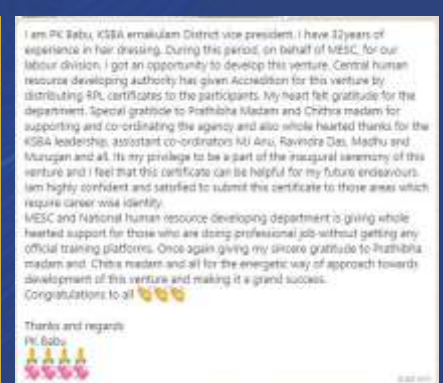 I am PK Babu, KSBA ernakulam District vice president. I have 32years of
experience in hair dressing. During this period, on behalf of MESC, for our
labour division, I got an opportunity to develop this venture. Central human
resource developing authority has given Accreditation for this venture by
distributing RPL certificates to the participants. My heart felt gratitude for the
department. Special gratitide to Prathibha Madam and Chithra madam for
supporting and co-ordinating the agency and also whole hearted thanks for the
KSBA leadership, assistant co-ordinators MJ Anu, Ravindra Das, Madhu and
Murugan and all. Its my privilege to be a part of the inaugural ceremony of this
venture and I feel that this certificate can be helpful for my future endeavours.
Iam highly confident and satisfied to submit this certificate to those areas which
require career wise identity.
MESC and National human resource developing department is giving whole
hearted support for those who are doing professional job without getting any
official training platforms. Once again giving my sincere gratitude to Prathibha
madam and Chitra madam and all for the energetic way of approach towards
development of this venture and making it a grand success.
Congratulations to all 👏👏👏
Thanks and regards
PK Babu
🙏🙏🙏🙏
💖💖💖💖